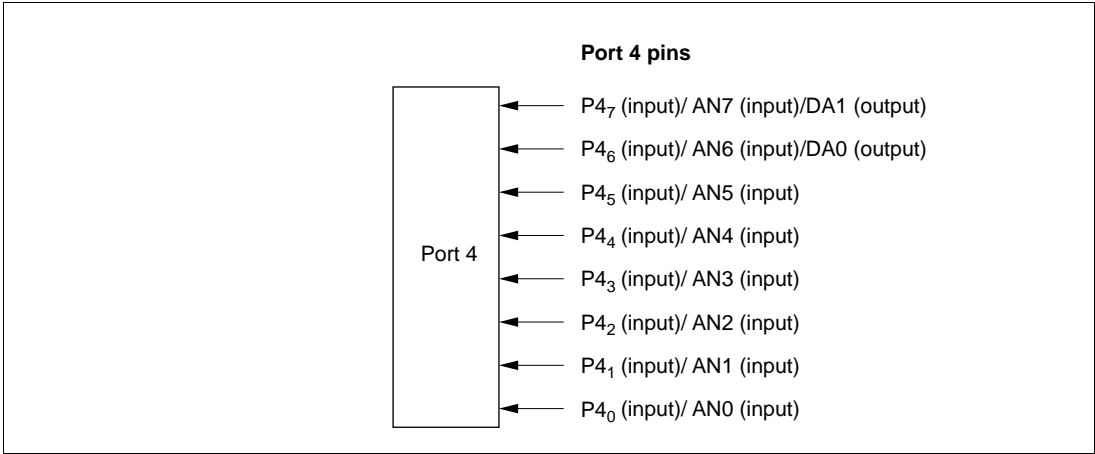 Port 4 pins
P4₇ (input)/ AN7 (input)/DA1 (output)
P4₆ (input)/ AN6 (input)/DA0 (output)
P4₅ (input)/ AN5 (input)
P4₄ (input)/ AN4 (input)
Port 4
P4₃ (input)/ AN3 (input)
P4₂ (input)/ AN2 (input)
P4₁ (input)/ AN1 (input)
P4₀ (input)/ AN0 (input)